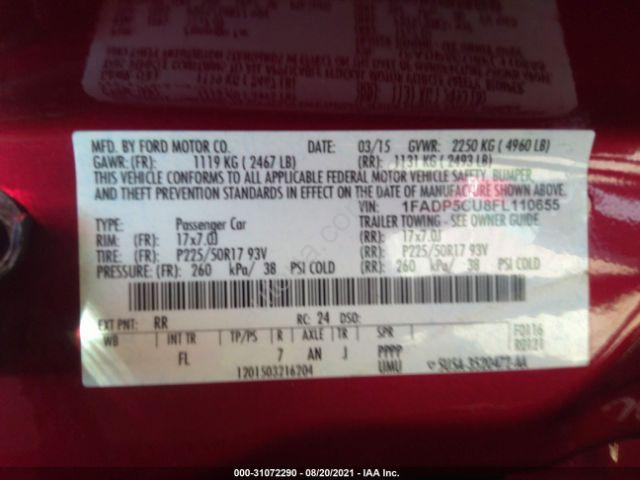 MFD. BY FORD MOTOR CO. DATE: 03/15 GVWR: 2250 KG ( 4960 LB)
GAWR: (FR): 1119 KG ( 2467 LB) (RR): 1131 KG ( 2493 LB)
THIS VEHICLE CONFORMS TO ALL APPLICABLE FEDERAL MOTOR VEHICLE SAFETY, BUMPER,
AND THEFT PREVENTION STANDARDS IN EFFECT ON THE DATE OF MANUFACTURE SHOWN ABOVE.
VIN: 1FADP5CU8FL110655
TYPE: Passenger Car TRAILER TOWING - SEE OWNER GUIDE
RIM: (FR): 17x7.0J (RR): 17x7.0J
TIRE: (FR): P225/50R17 93V (RR): P225/50R17 93V
PRESSURE: (FR): 260 kPa/ 38 PSI COLD (RR): 260 kPa/ 38 PSI COLD
EXT PNT: RR RC: 24 DSO: F0116
WB INT TR TP/PS R AXLE TR SPR R0121
FL 7 AN J PPPP
1201503216204 UMU 5U5A-3520472-AA
000-31072290 - 08/20/2021 - IAA Inc.